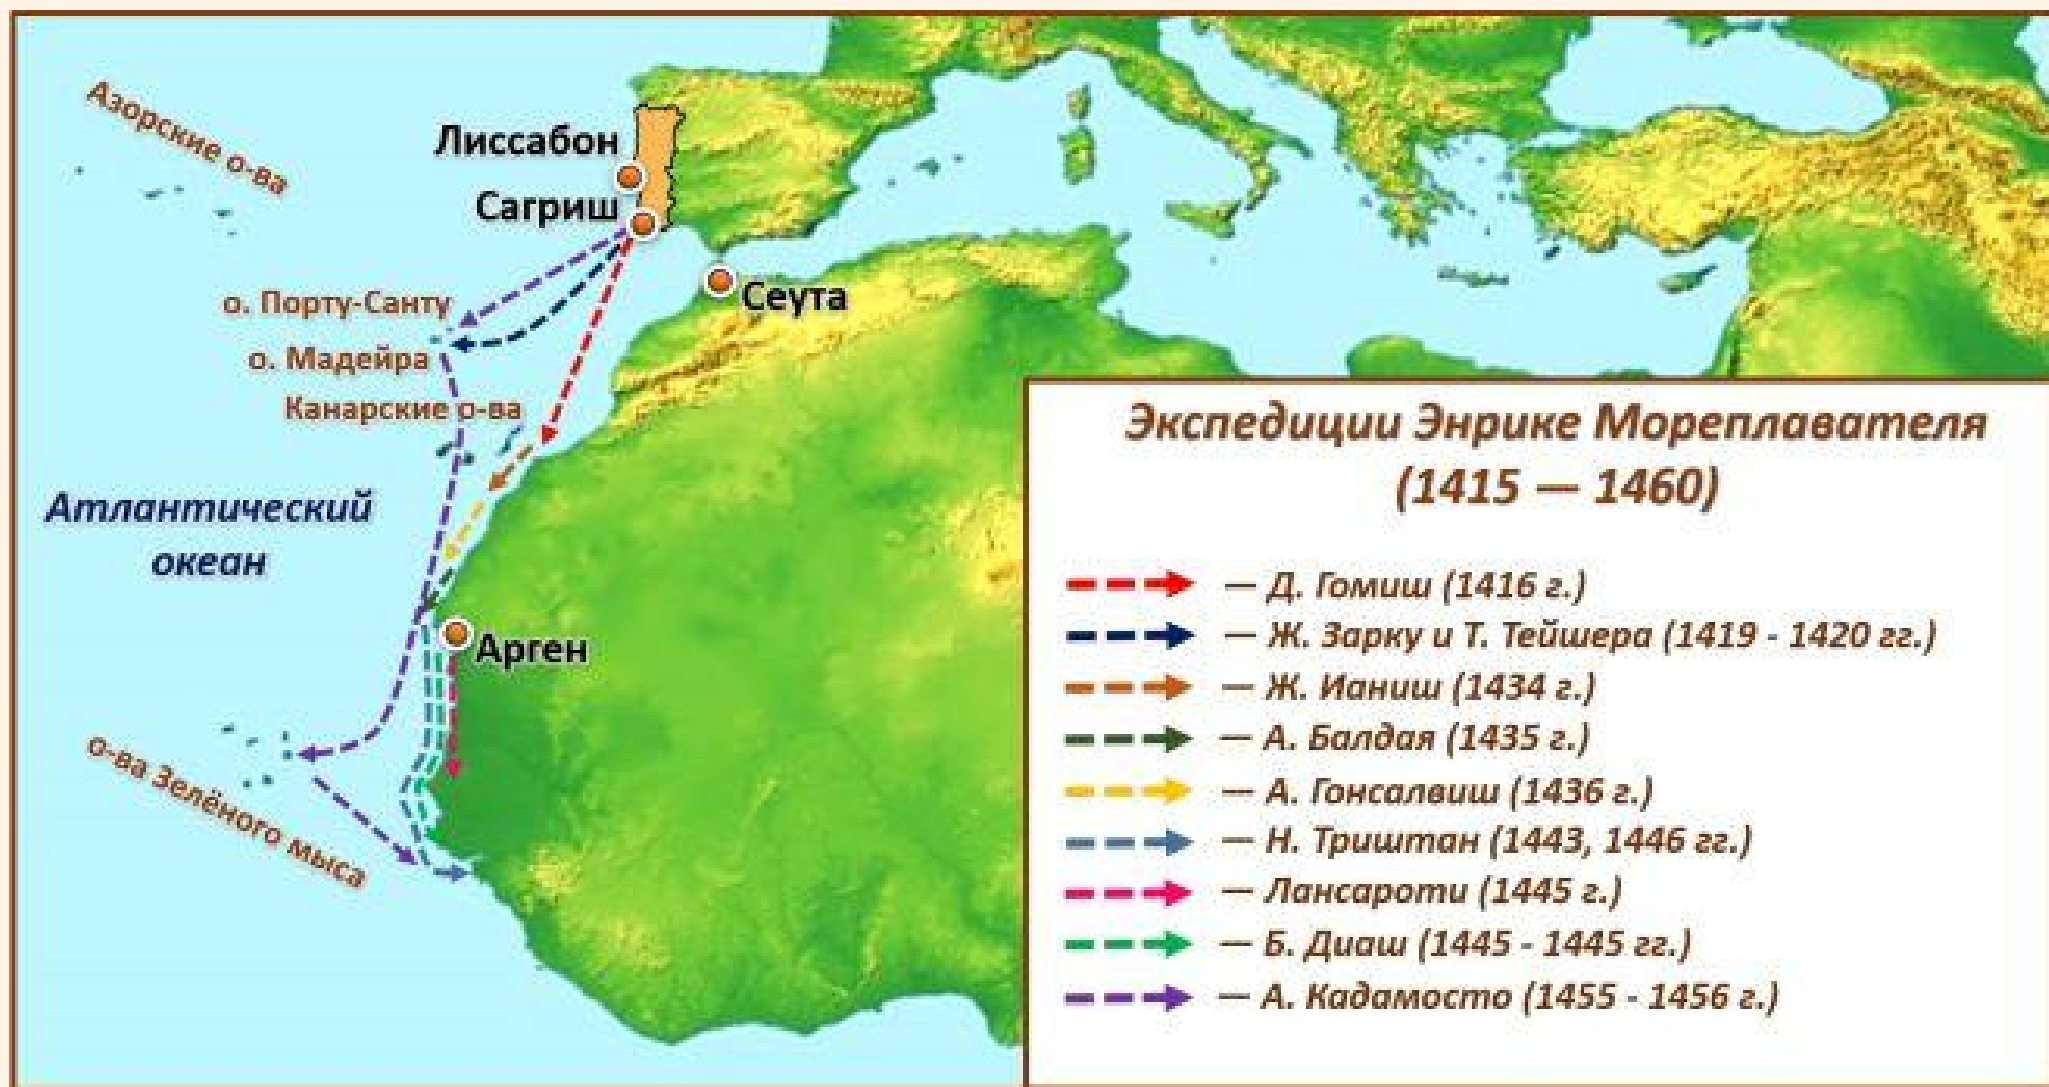 Азорские о-ва
Лиссабон
Сагриш
Сеута
о. Порту-Санту
о. Мадейра
Канарские о-ва
Атлантический
океан
Арген
о-ва Зелёного мыса
Экспедиции Энрике Мореплавателя
(1415 — 1460)
— Д. Гомиш (1416 г.)
— Ж. Зарку и Т. Тейшера (1419 - 1420 гг.)
— Ж. Ианиш (1434 г.)
— А. Балдая (1435 г.)
— А. Гонсалвиш (1436 г.)
— Н. Триштан (1443, 1446 гг.)
— Лансароти (1445 г.)
— Б. Диаш (1445 - 1445 гг.)
— А. Кадамосто (1455 - 1456 г.)